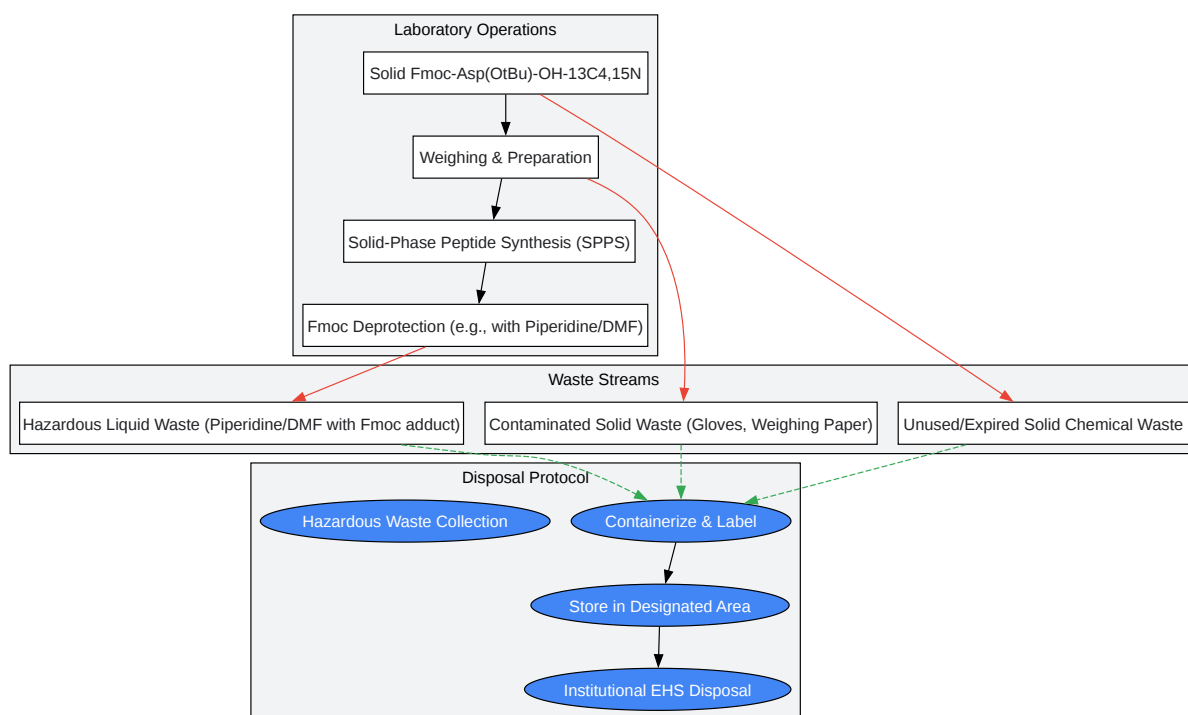 Laboratory Operations
Solid Fmoc-Asp(OtBu)-OH-13C4,15N
Weighing & Preparation
Solid-Phase Peptide Synthesis (SPPS)
Fmoc Deprotection (e.g., with Piperidine/DMF)
Waste Streams
Hazardous Liquid Waste (Piperidine/DMF with Fmoc adduct)
Contaminated Solid Waste (Gloves, Weighing Paper)
Unused/Expired Solid Chemical Waste
Disposal Protocol
Hazardous Waste Collection
Containerize & Label
Store in Designated Area
Institutional EHS Disposal